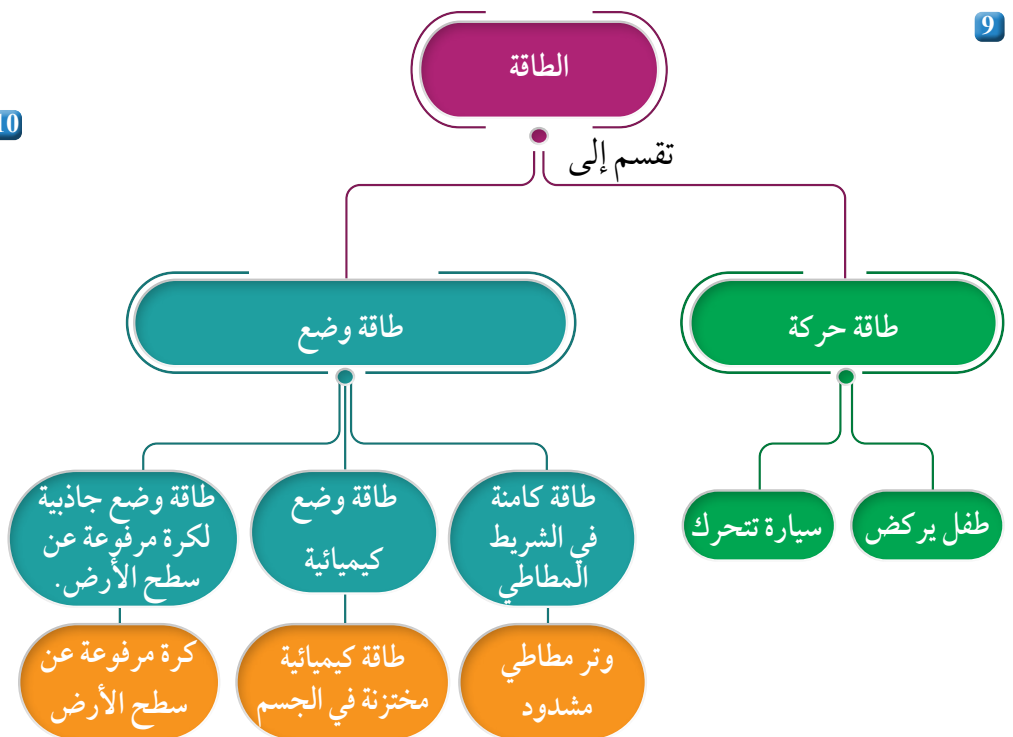 9
10
الطاقة
تقسم إلى
طاقة حركة
طاقة وضع
طفل يركض
سيارة تتحرك
طاقة كامنة
في الشريط
المطاطي
طاقة وضع
كيميائية
طاقة وضع جاذبية
لكرة مرفوعة عن
سطح الأرض.
وتر مطاطي
مشدود
طاقة كيميائية
مختزنة في الجسم
كرة مرفوعة عن
سطح الأرض